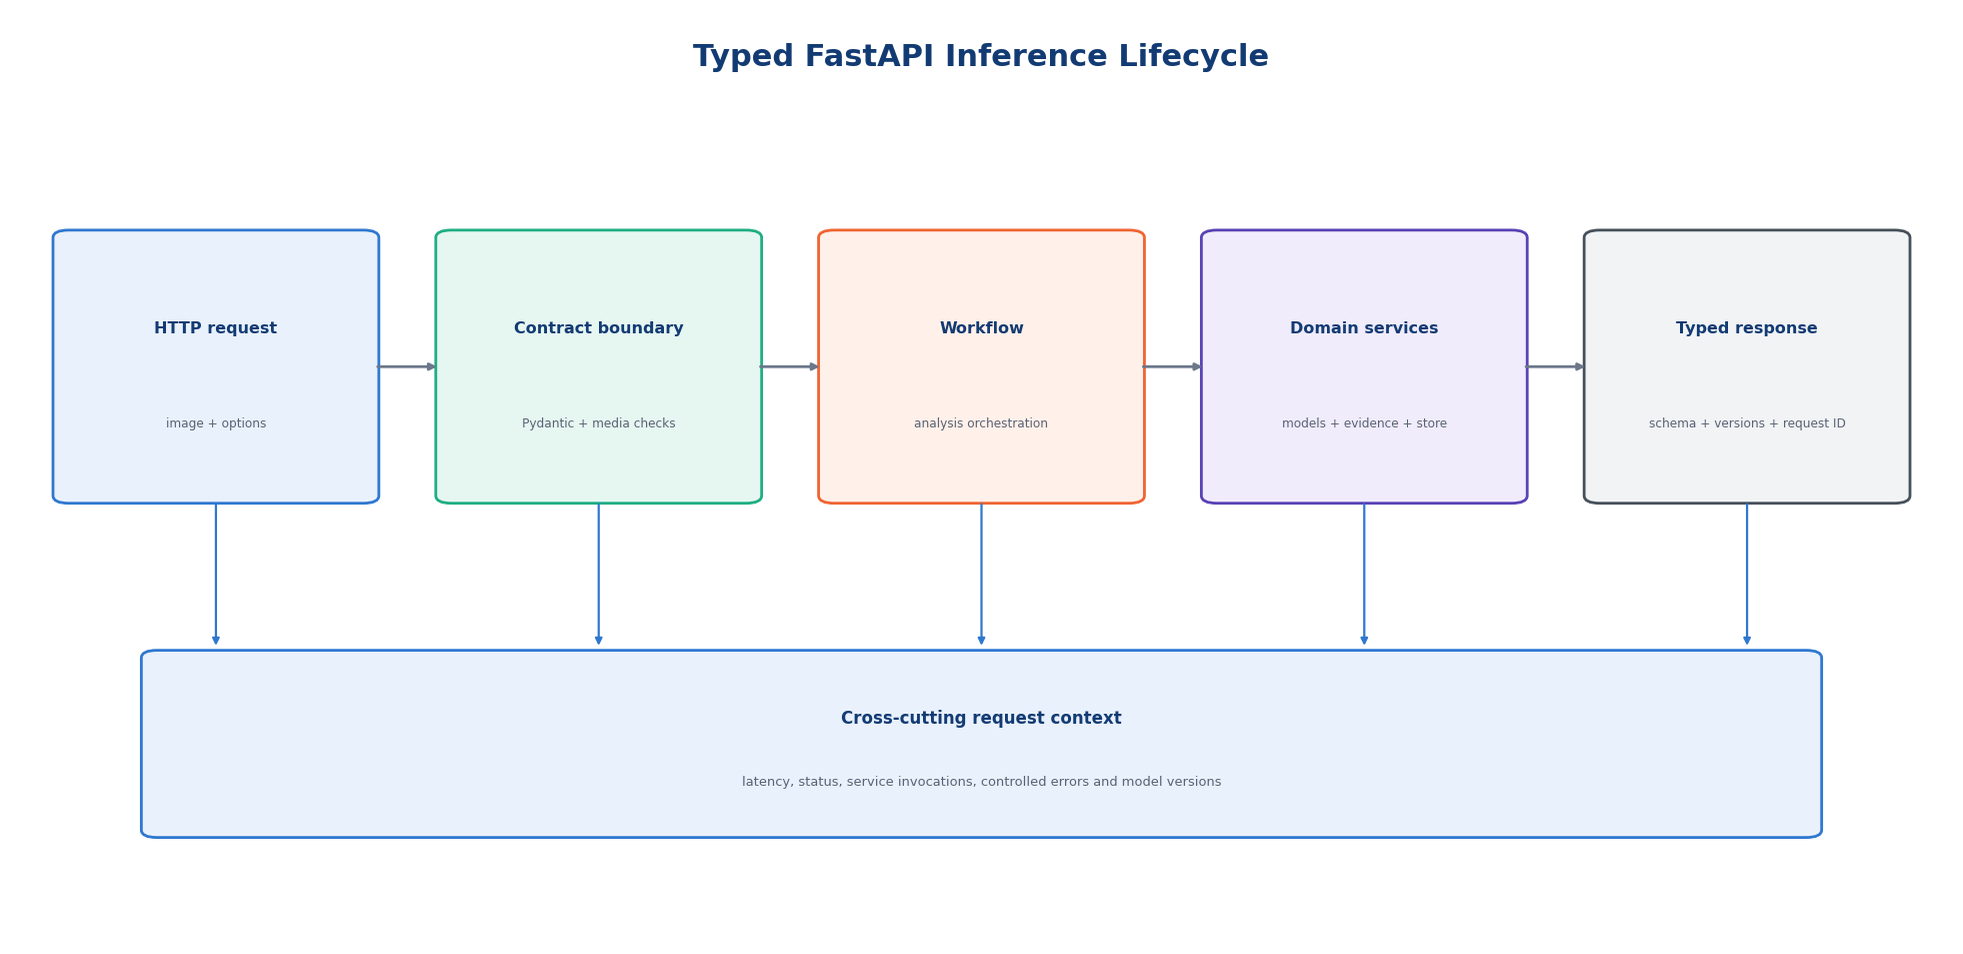 Typed FastAPI Inference Lifecycle
HTTP request
image + options
Contract boundary
Pydantic + media checks
Workflow
analysis orchestration
Domain services
models + evidence + store
Typed response
schema + versions + request ID
Cross-cutting request context
latency, status, service invocations, controlled errors and model versions